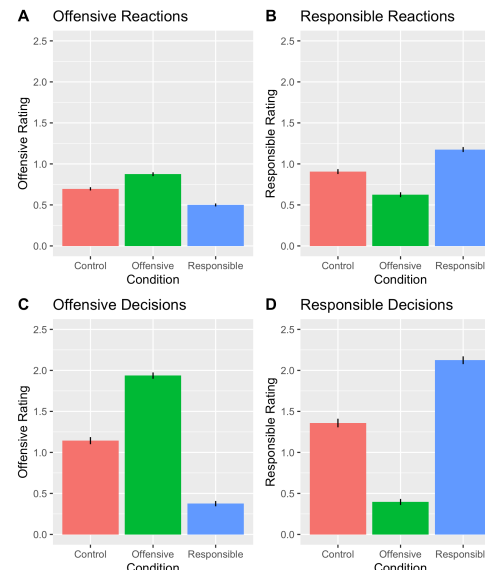 A Offensive Reactions
2.5
2.0
1.5
1.0
0.5
0.0
Offensive Rating
Control Offensive Responsible
Condition
B Responsible Reactions
2.5
2.0
1.5
1.0
0.5
0.0
Responsible Rating
Control Offensive Responsibl
Condition
C Offensive Decisions
2.5
2.0
1.5
1.0
0.5
0.0
Offensive Rating
Control Offensive Responsible
Condition
D Responsible Decisions
2.5
2.0
1.5
1.0
0.5
0.0
Responsible Rating
Control Offensive Responsibl
Condition